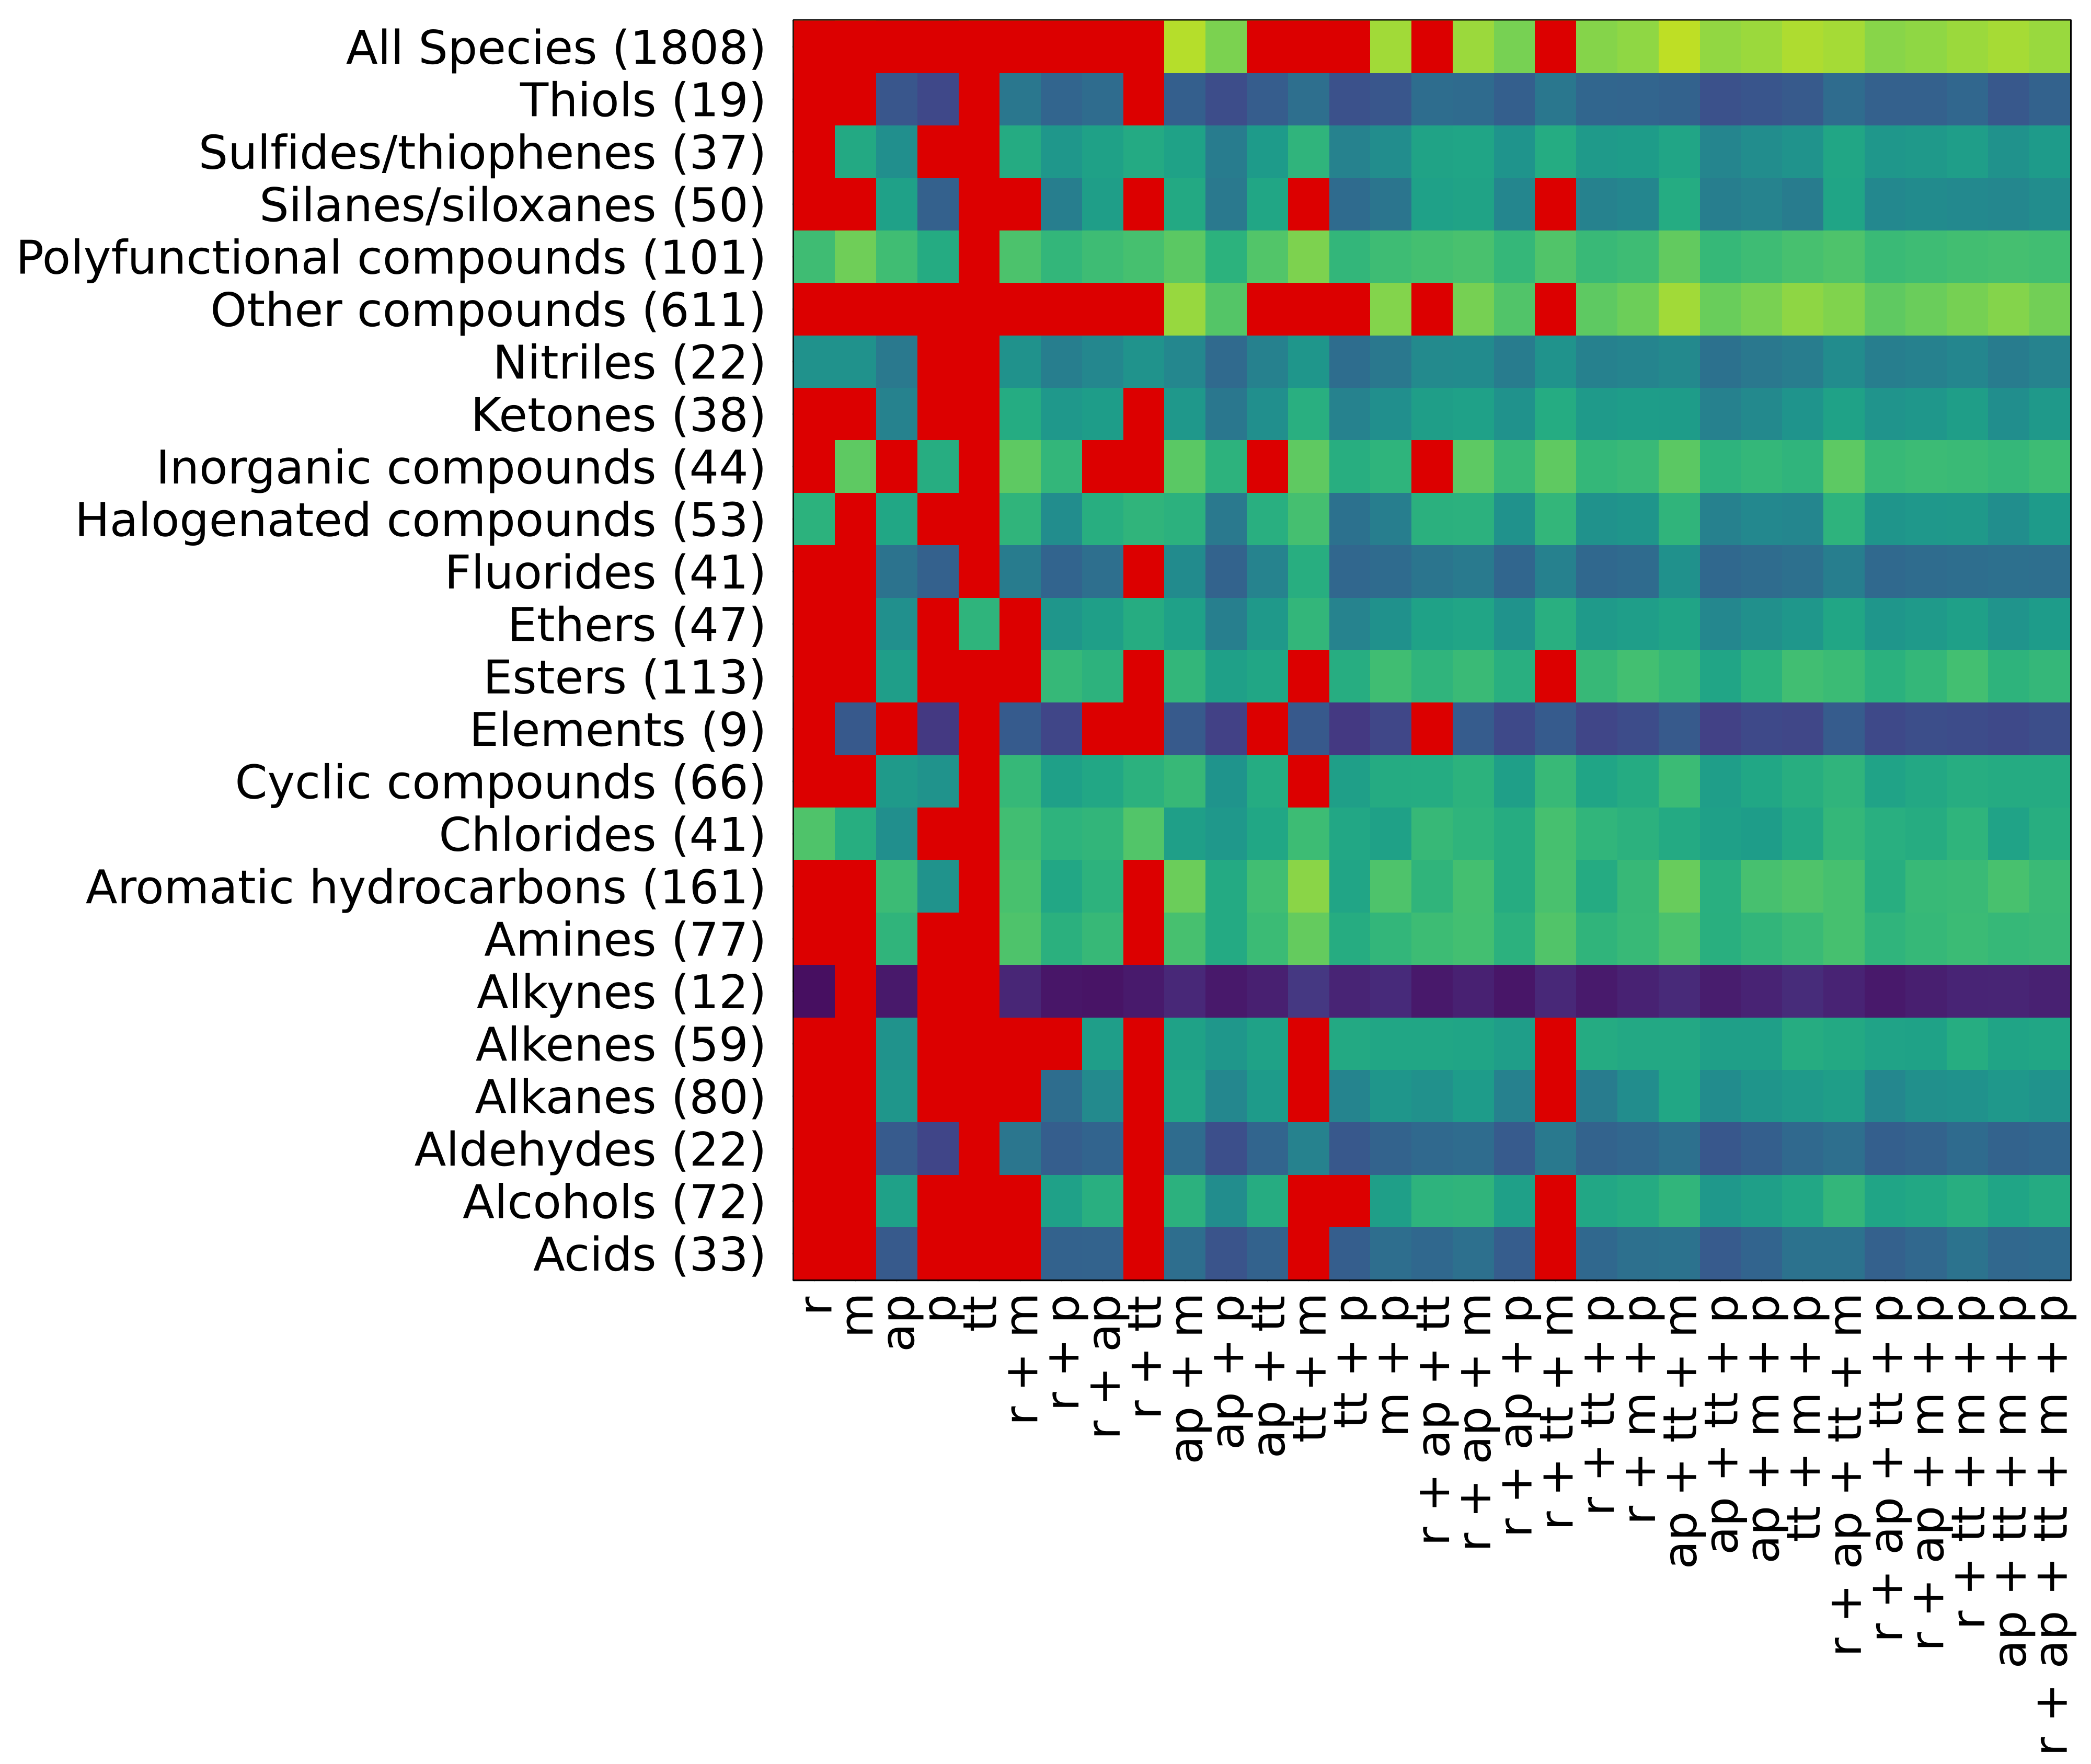 All Species (1808)
Thiols (19)
Sulfides/thiophenes (37)
Silanes/siloxanes (50)
Polyfunctional compounds (101)
Other compounds (611)
Nitriles (22)
Ketones (38)
Inorganic compounds (44)
Halogenated compounds (53)
Fluorides (41)
Ethers (47)
Esters (113)
Elements (9)
Cyclic compounds (66)
Chlorides (41)
Aromatic hydrocarbons (161)
Amines (77)
Alkynes (12)
Alkenes (59)
Alkanes (80)
Aldehydes (22)
Alcohols (72)
Acids (33)
r
m
ap
p
tt
r + m
r + p
r + ap
r + tt
ap + m
ap + p
ap + tt
tt + m
tt + p
m + p
r + ap + tt
r + ap + m
r + ap + p
r + tt + m
r + tt + p
r + m + p
ap + tt + m
ap + tt + p
ap + m + p
tt + m + p
r + ap + tt + m
r + ap + tt + p
r + ap + m + p
r + tt + m + p
ap + tt + m + p
r + ap + tt + m + p